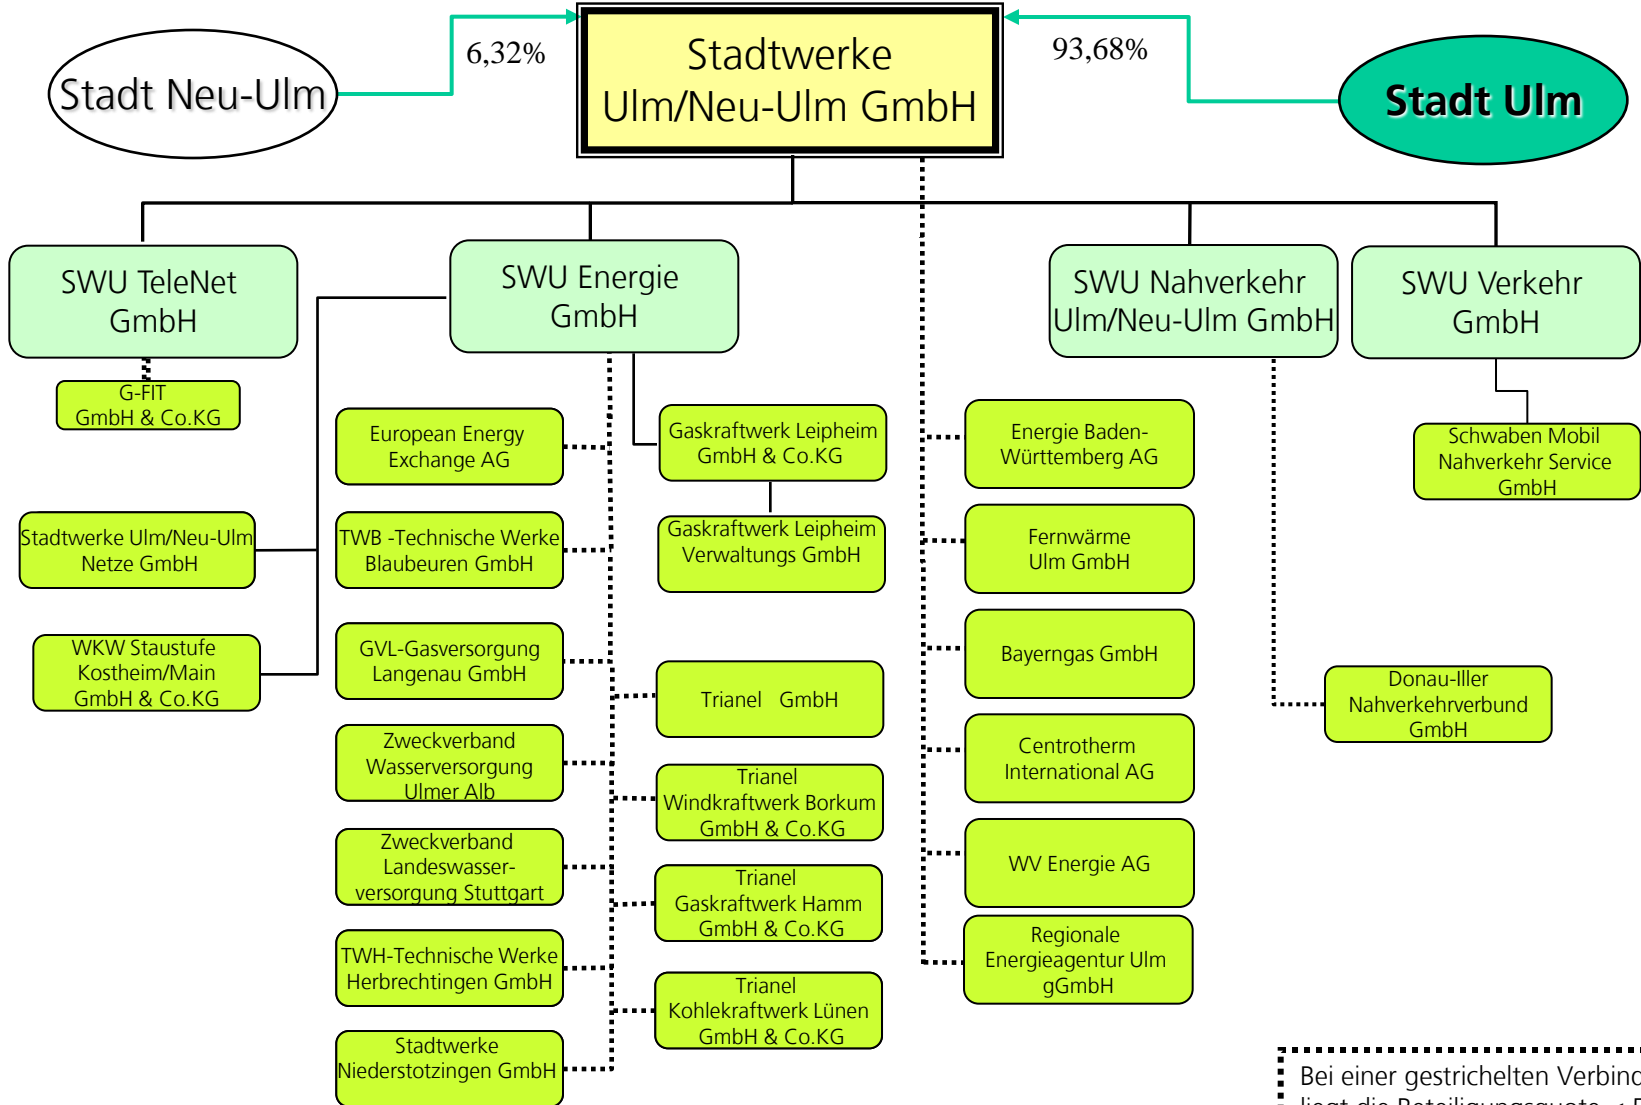 Stadt Neu-Ulm
6,32%
Stadtwerke
Ulm/Neu-Ulm GmbH
93,68%
Stadt Ulm
SWU TeleNet
GmbH
SWU Energie
GmbH
SWU Nahverkehr
Ulm/Neu-Ulm GmbH
SWU Verkehr
GmbH
G-FIT
GmbH & Co.KG
Stadtwerke Ulm/Neu-Ulm
Netze GmbH
WKW Staustufe
Kostheim/Main
GmbH & Co.KG
European Energy
Exchange AG
TWB -Technische Werke
Blaubeuren GmbH
GVL-Gasversorgung
Langenau GmbH
Zweckverband
Wasserversorgung
Ulmer Alb
Zweckverband
Landeswasser-
versorgung Stuttgart
TWH-Technische Werke
Herbrechtingen GmbH
Stadtwerke
Niederstotzingen GmbH
Gaskraftwerk Leipheim
GmbH & Co.KG
Gaskraftwerk Leipheim
Verwaltungs GmbH
Trianel GmbH
Trianel
Windkraftwerk Borkum
GmbH & Co.KG
Trianel
Gaskraftwerk Hamm
GmbH & Co.KG
Trianel
Kohlekraftwerk Lünen
GmbH & Co.KG
Energie Baden-
Württemberg AG
Fernwärme
Ulm GmbH
Bayerngas GmbH
Centrotherm
International AG
WV Energie AG
Regionale
Energieagentur Ulm
gGmbH
Schwaben Mobil
Nahverkehr Service
GmbH
Donau-Iller
Nahverkehrverbund
GmbH
Bei einer gestrichelten
liegt die Beteiligungsquote <